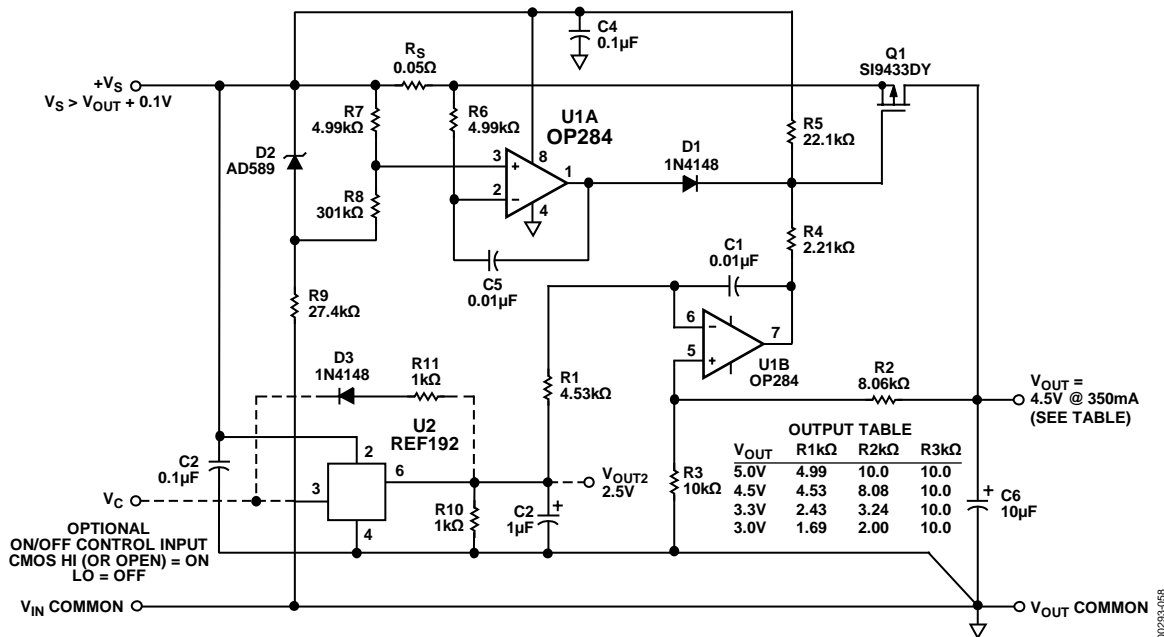 C4
0.1µF
RS
0.05Ω
Q1
SI9433DY
+VS
VS > VOUT + 0.1V
R7
4.99kΩ
R6
4.99kΩ
U1A
OP284
R5
22.1kΩ
D2
AD589
D1
1N4148
3
+
8
1
2
−
4
R8
301kΩ
R4
2.21kΩ
C5
0.01µF
C1
0.01µF
R9
27.4kΩ
6
−
7
5
+
U1B
OP284
D3
1N4148
R11
1kΩ
R1
4.53kΩ
R2
8.06kΩ
VOUT =
4.5V @ 350mA
(SEE TABLE)
U2
REF192
OUTPUT TABLE
VOUT R1kΩ R2kΩ R3kΩ
5.0V 4.99 10.0 10.0
4.5V 4.53 8.08 10.0
3.3V 2.43 3.24 10.0
3.0V 1.69 2.00 10.0
C2
0.1µF
2
6
3
4
VOUT2
2.5V
R3
10kΩ
VC
R10
1kΩ
C2
1µF
+
+
C6
10µF
OPTIONAL
ON/OFF CONTROL INPUT
CMOS HI (OR OPEN) = ON
LO = OFF
VIN COMMON
VOUT COMMON
00293-058